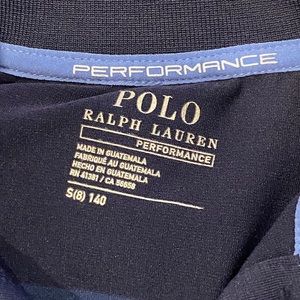 PERFORMANCE
POLO
RALPH LAUREN
PERFORMANCE
MADE IN GUATEMALA
FABRIQUÉ AU GUATEMALA
HECHO EN GUATEMALA
RN 41381 / CA 56658
S(8) 140